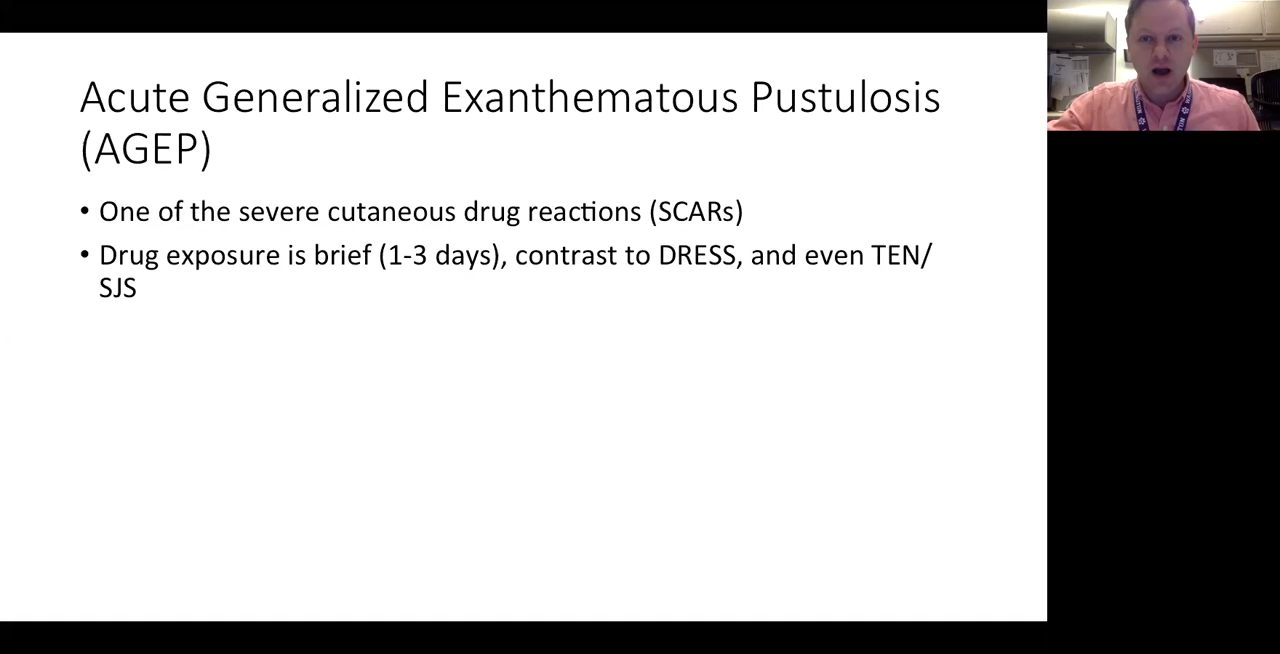 Acute Generalized Exanthematous Pustulosis
(AGEP)
• One of the severe cutaneous drug reactions (SCARs)
• Drug exposure is brief (1-3 days), contrast to DRESS, and even TEN/
SJS